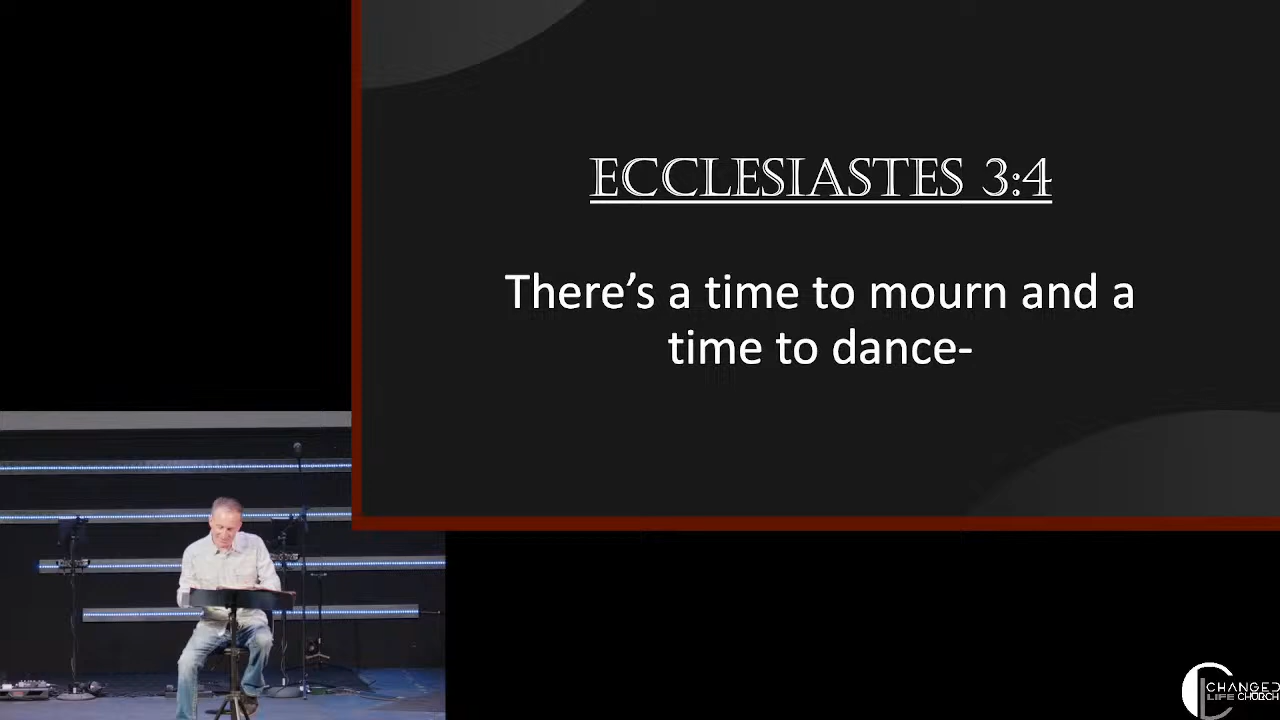 ECCLESIASTES 3:4
There’s a time to mourn and a
time to dance-
CHANGED
LIFE CHURCH